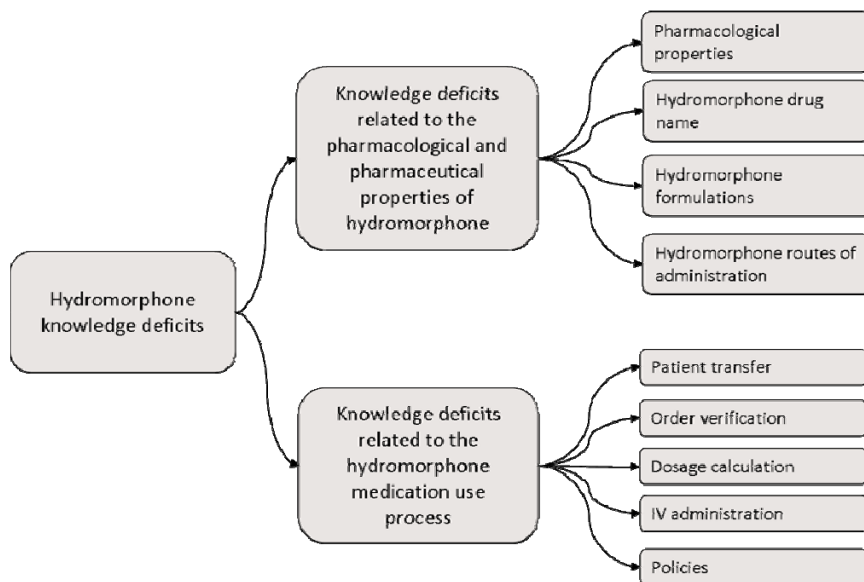 Hydromorphone
knowledge deficits
Knowledge deficits
related to the
pharmacological and
pharmaceutical
properties of
hydromorphone
Pharmacological
properties
Hydromorphone drug
name
Hydromorphone
formulations
Hydromorphone routes of
administration
Knowledge deficits
related to the
hydromorphone
medication use
process
Patient transfer
Order verification
Dosage calculation
IV administration
Policies